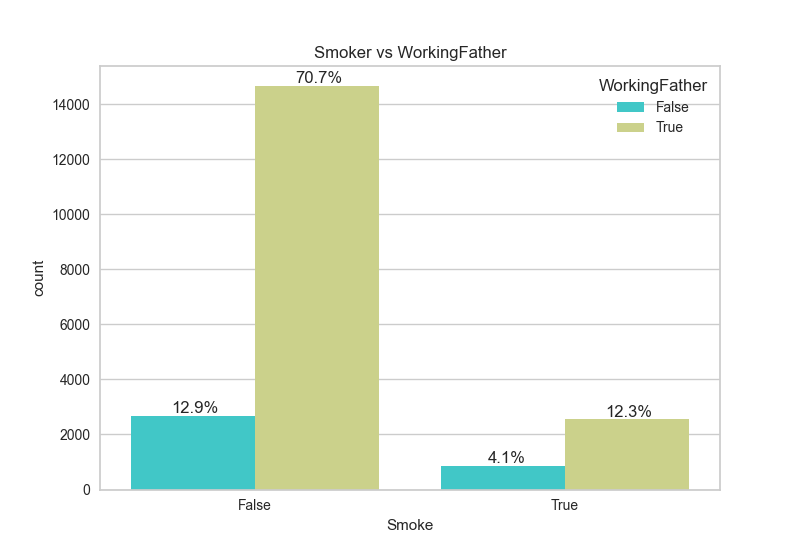 Smoker vs WorkingFather
70.7%
WorkingFather
False
True
14000
12000
10000
8000
6000
4000
2000
0
count
12.9%
4.1%
12.3%
False
True
Smoke